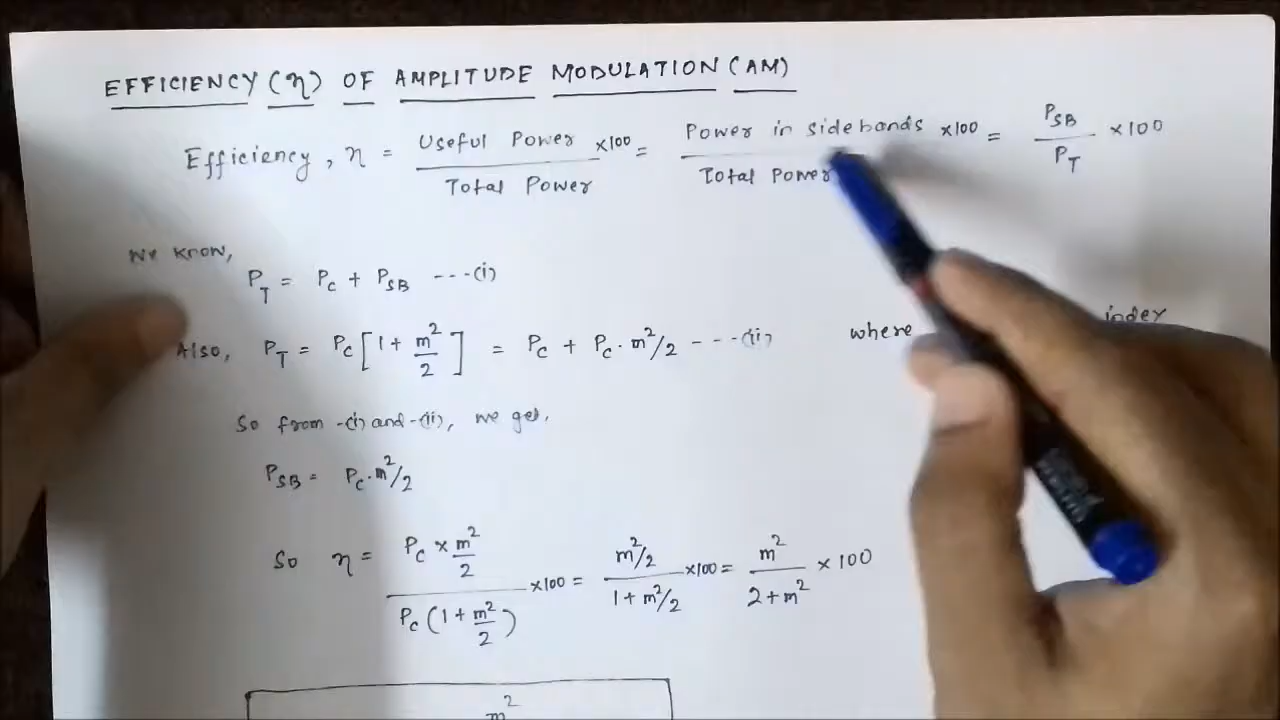 EFFICIENCY (η) OF AMPLITUDE MODULATION (AM)
Efficiency, η = Useful Power / Total Power ×100 = Power in sidebands / Total Power ×100 = P_SB / P_T ×100
We know,
P_T = P_C + P_SB ---(i)
Also, P_T = P_C [1 + m²/2] = P_C + P_C · m²/2 ---(ii) where index
So from -(i) and -(ii), we get,
P_SB = P_C · m²/2
So η = P_C × m²/2 / P_C (1 + m²/2) ×100 = m²/2 / 1 + m²/2 ×100 = m² / 2 + m² × 100
m²